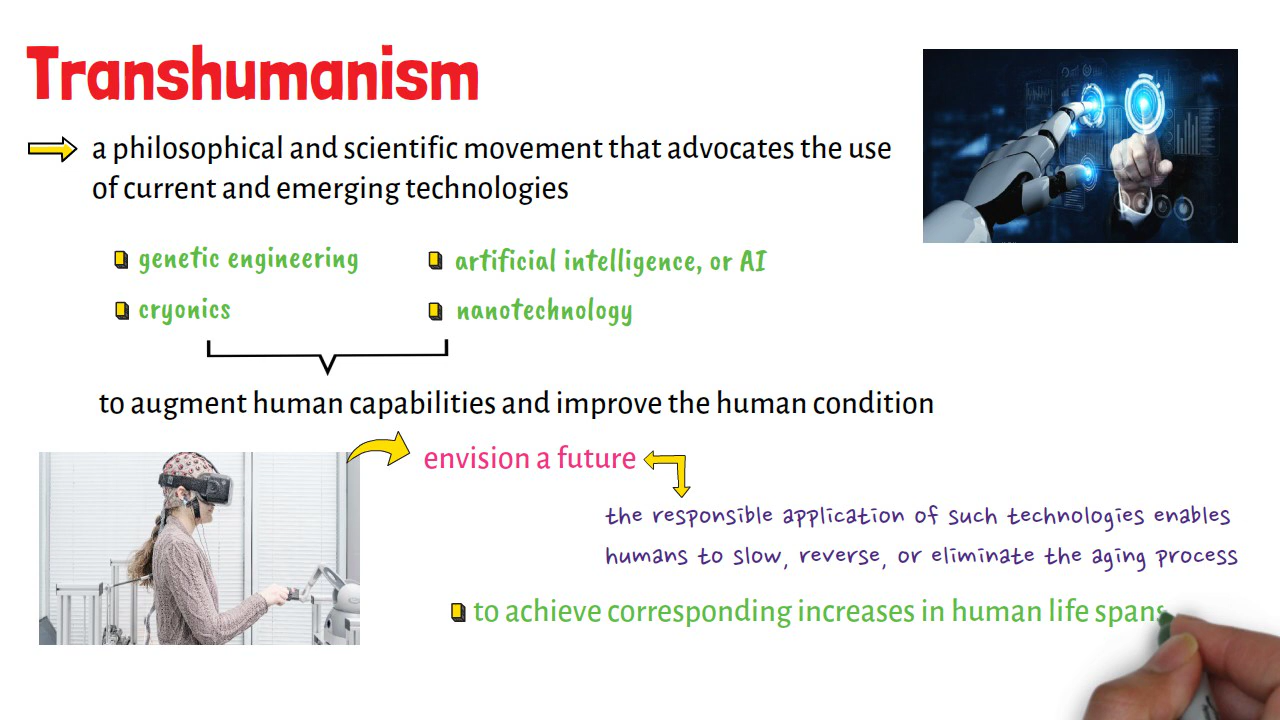 Transhumanism
a philosophical and scientific movement that advocates the use
of current and emerging technologies
genetic engineering
artificial intelligence, or AI
cryonics
nanotechnology
to augment human capabilities and improve the human condition
envision a future
the responsible application of such technologies enables
humans to slow, reverse, or eliminate the aging process
to achieve corresponding increases in human life spans